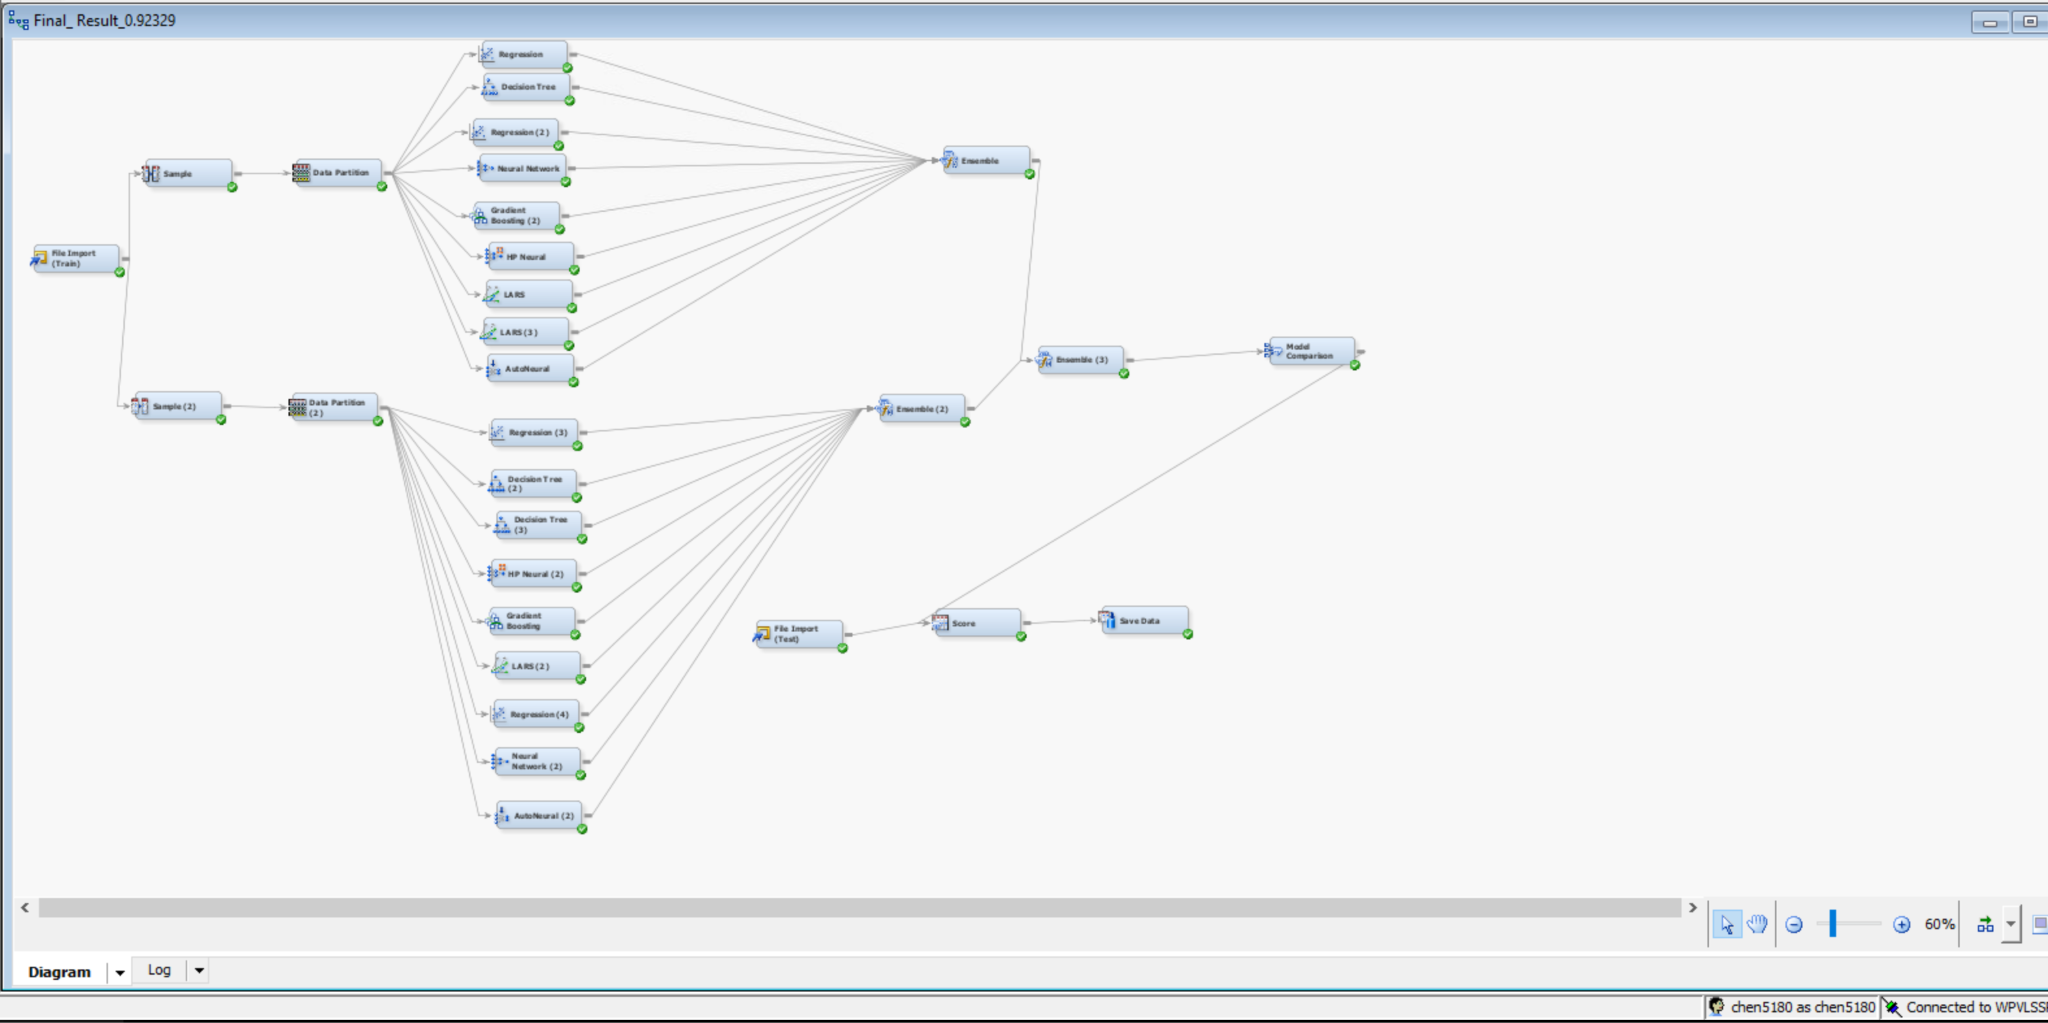 Final_ Result_0.92329
Regression
Decision Tree
Regression (2)
Neural Network
Gradient
Boosting (2)
HP Neural
LARS
LARS (3)
AutoNeural
Sample
Data Partition
Ensemble
File Import
(Train)
Ensemble (3)
Model
Comparison
Sample (2)
Data Partition
(2)
Ensemble (2)
Regression (3)
Decision Tree
(2)
Decision Tree
(3)
HP Neural (2)
Gradient
Boosting
LARS (2)
Regression (4)
Neural
Network (2)
AutoNeural (2)
File Import
(Test)
Score
Save Data
60%
Diagram
Log
chen5180 as chen5180
Connected to WPVLSS